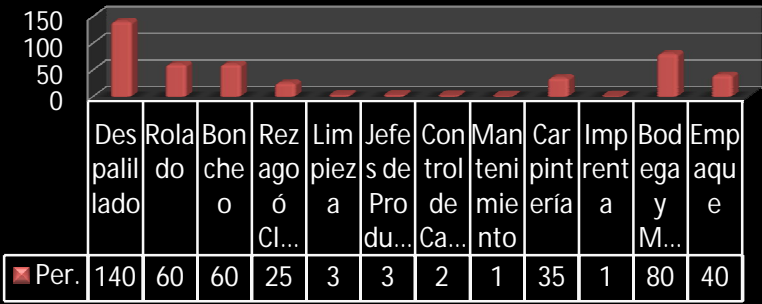 150
100
50
0
Des Rola Bon Rez Lim Jefe Con Man Car Imp Bod Emp
palil do che ago piez s de trol teni pint rent ega y aqu
lado o ó a Pro de mie ería a M... e
Cl... du... Ca... nto
Per. 140 60 60 25 3 3 2 1 35 1 80 40